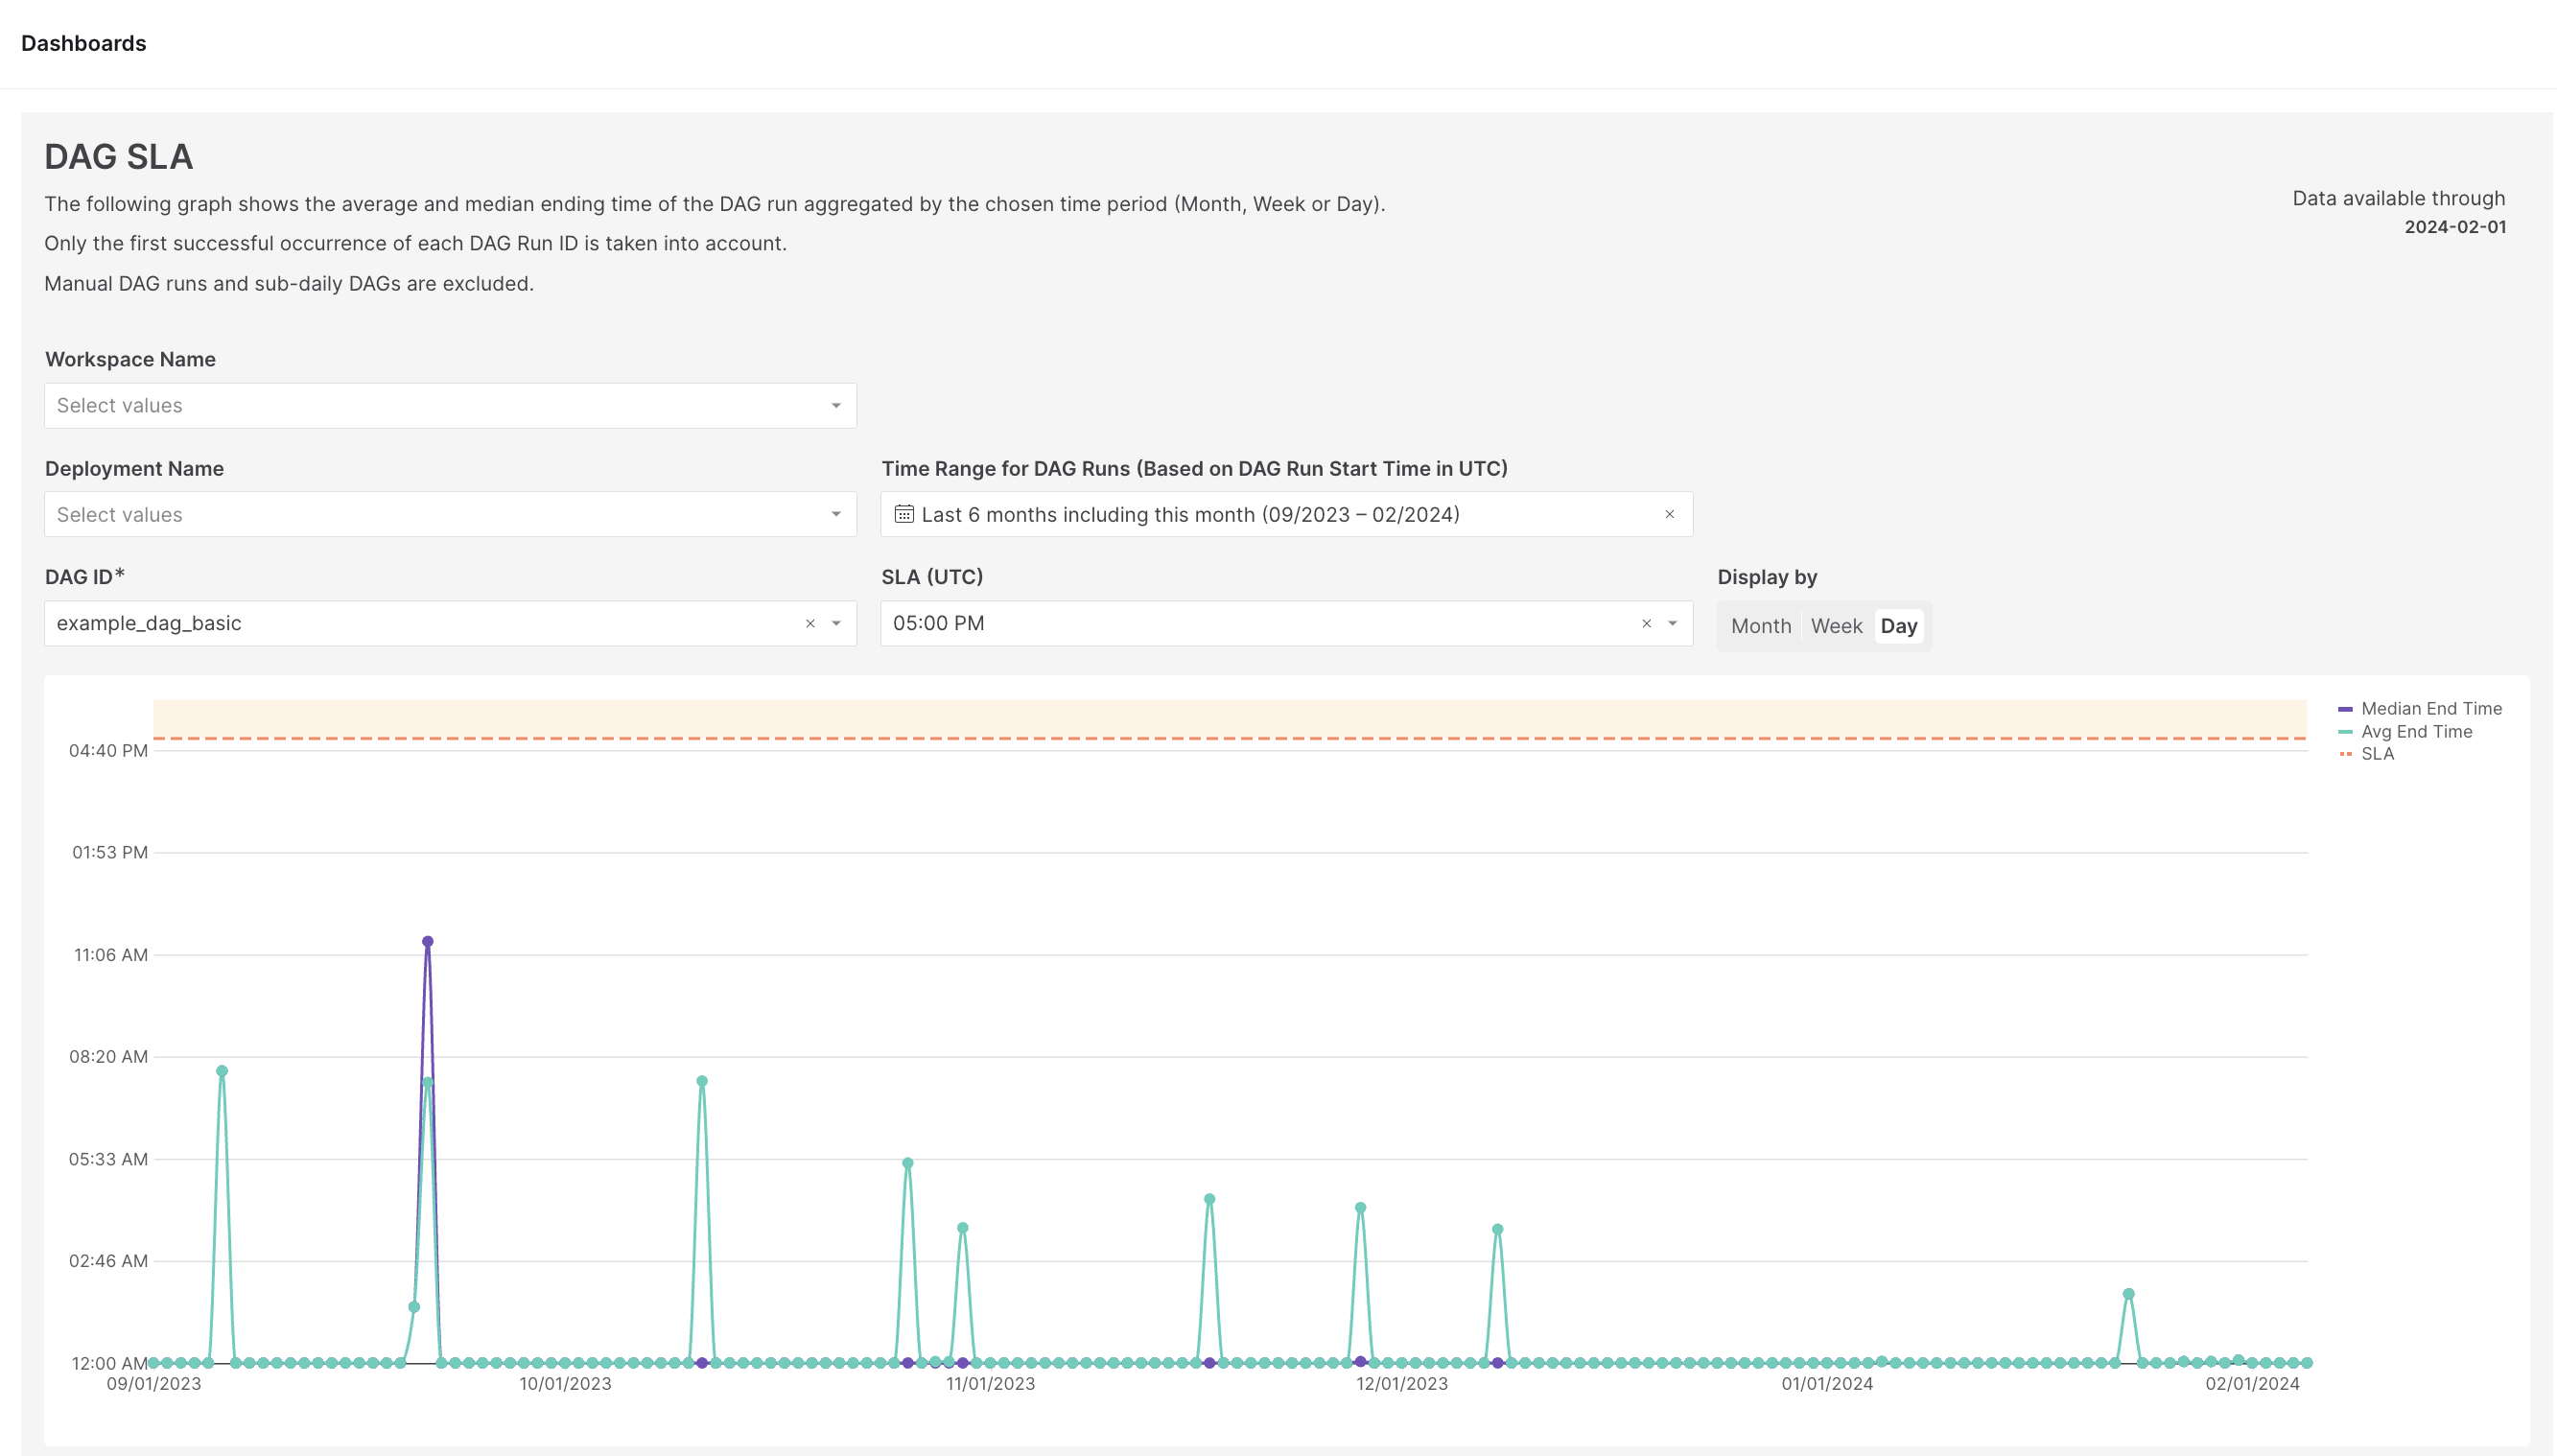 Dashboards
DAG SLA
The following graph shows the average and median ending time of the DAG run aggregated by the chosen time period (Month, Week or Day).
Only the first successful occurrence of each DAG Run ID is taken into account.
Manual DAG runs and sub-daily DAGs are excluded.
Data available through
2024-02-01
Workspace Name
Select values
Deployment Name
Select values
Time Range for DAG Runs (Based on DAG Run Start Time in UTC)
Last 6 months including this month (09/2023 – 02/2024)
DAG ID*
example_dag_basic
SLA (UTC)
05:00 PM
Display by
Month Week Day
Median End Time
Avg End Time
SLA
04:40 PM
01:53 PM
11:06 AM
08:20 AM
05:33 AM
02:46 AM
12:00 AM
09/01/2023 10/01/2023 11/01/2023 12/01/2023 01/01/2024 02/01/2024